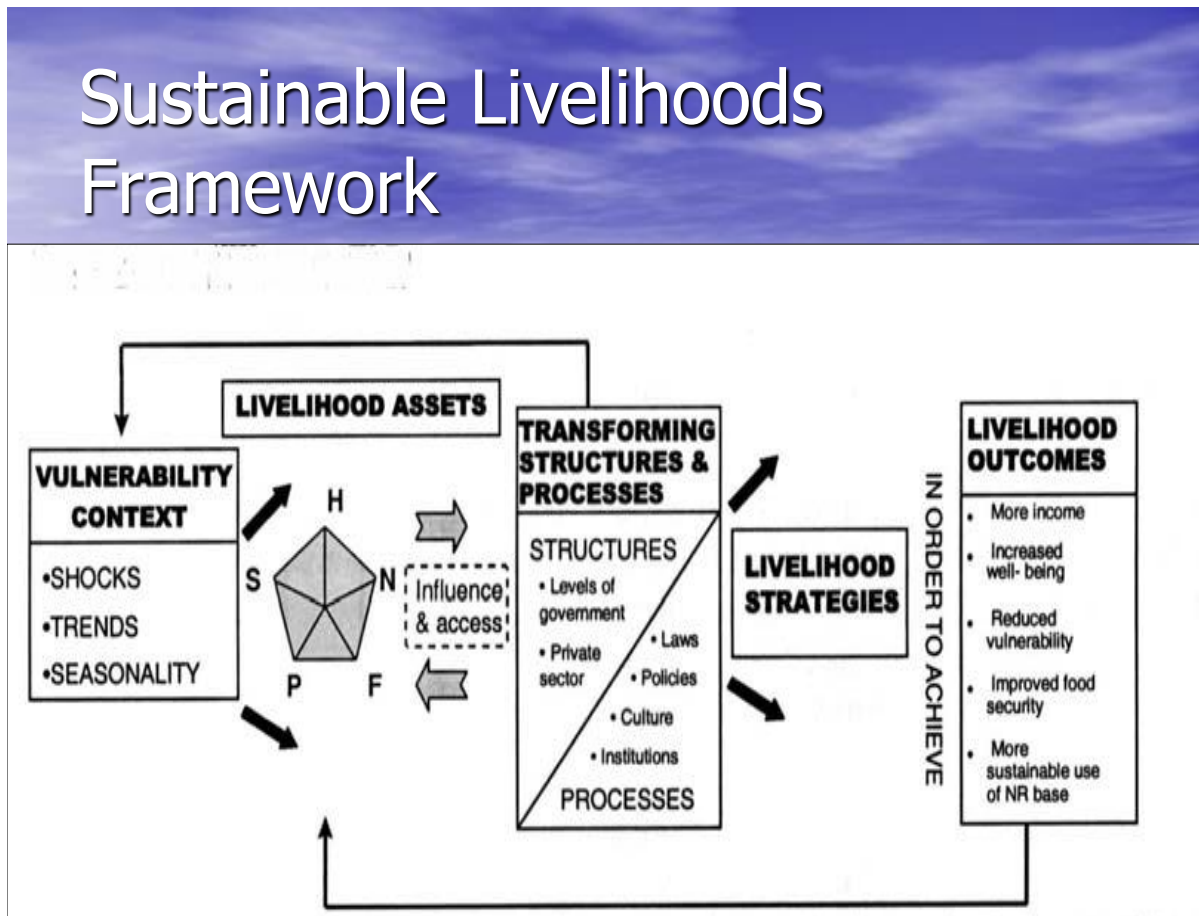 Sustainable Livelihoods
Framework
LIVELIHOOD ASSETS
VULNERABILITY
CONTEXT
•SHOCKS
•TRENDS
•SEASONALITY
H
S
N
P
F
Influence
& access
TRANSFORMING
STRUCTURES &
PROCESSES
STRUCTURES
• Levels of
government
• Private
sector
• Laws
• Policies
• Culture
• Institutions
PROCESSES
LIVELIHOOD
STRATEGIES
IN ORDER TO ACHIEVE
LIVELIHOOD
OUTCOMES
• More income
• Increased
well- being
• Reduced
vulnerability
• Improved food
security
• More
sustainable use
of NR base